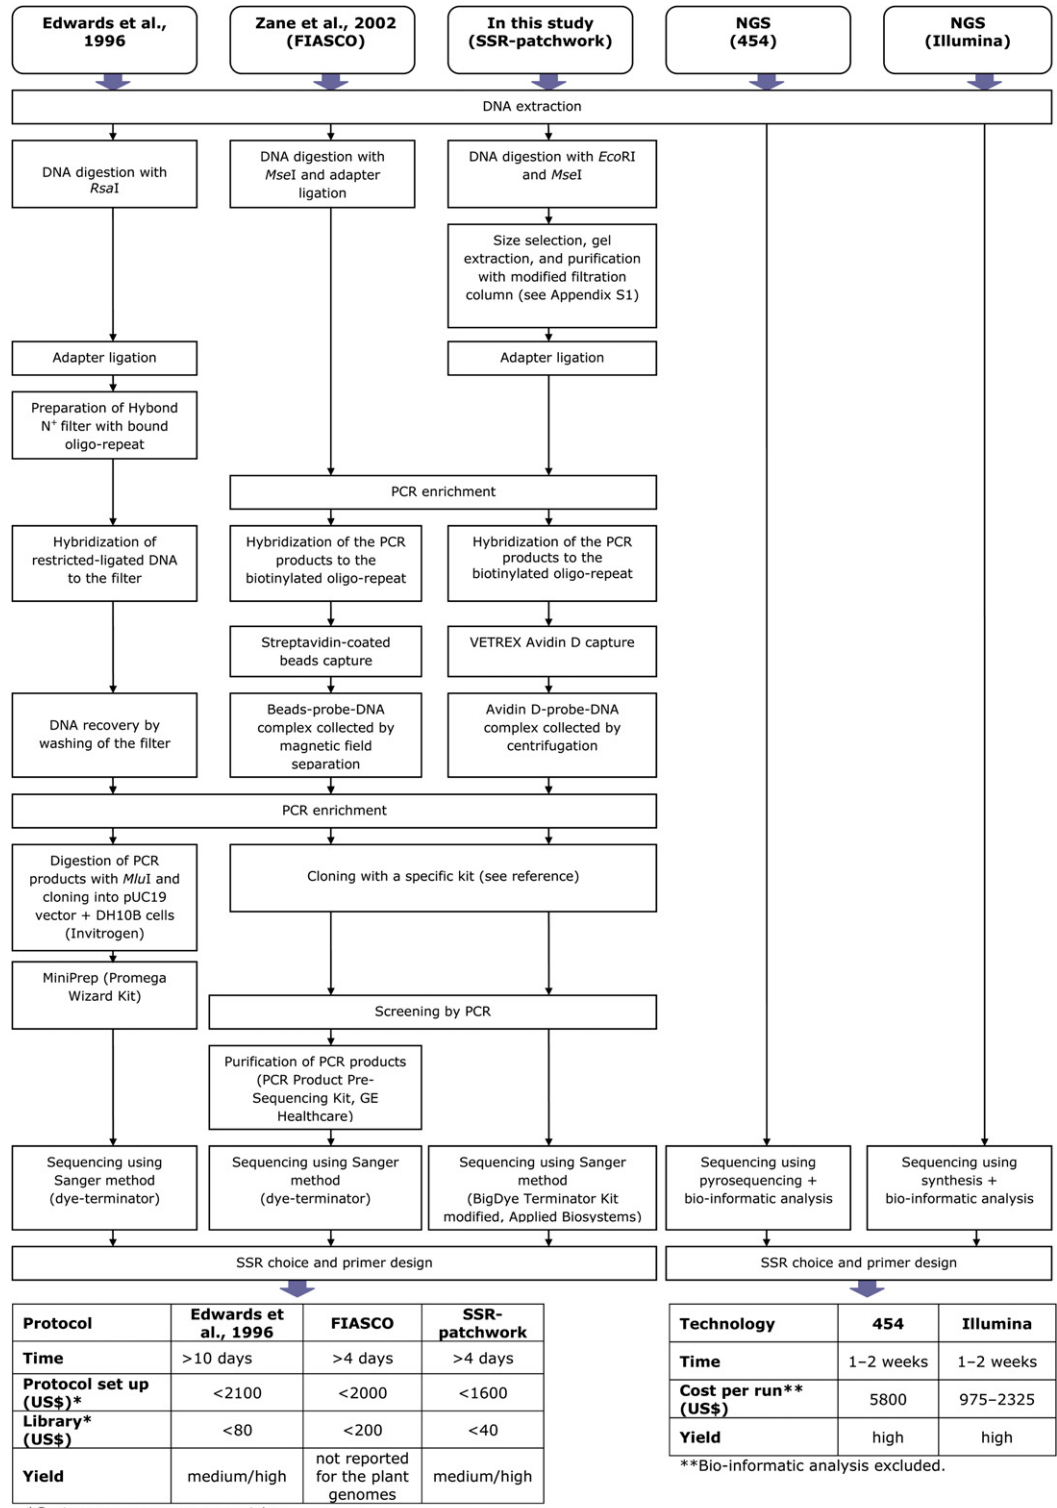 Edwards et al.,
1996
Zane et al., 2002
(FIASCO)
In this study
(SSR-patchwork)
NGS
(454)
NGS
(Illumina)
DNA extraction
DNA digestion with
RsaI
DNA digestion with
MseI and adapter
ligation
DNA digestion with EcoRI
and MseI
Size selection, gel
extraction, and purification
with modified filtration
column (see Appendix S1)
Adapter ligation
Adapter ligation
Preparation of Hybond
N+ filter with bound
oligo-repeat
PCR enrichment
Hybridization of
restricted-ligated DNA
to the filter
Hybridization of the PCR
products to the
biotinylated oligo-repeat
Hybridization of the PCR
products to the
biotinylated oligo-repeat
Streptavidin-coated
beads capture
VETREX Avidin D capture
DNA recovery by
washing of the filter
Beads-probe-DNA
complex collected by
magnetic field
separation
Avidin D-probe-DNA
complex collected by
centrifugation
PCR enrichment
Digestion of PCR
products with MluI and
cloning into pUC19
vector + DH10B cells
(Invitrogen)
Cloning with a specific kit (see reference)
MiniPrep (Promega
Wizard Kit)
Screening by PCR
Purification of PCR products
(PCR Product Pre-
Sequencing Kit, GE
Healthcare)
Sequencing using
Sanger method
(dye-terminator)
Sequencing using Sanger
method
(dye-terminator)
Sequencing using Sanger
method
(BigDye Terminator Kit
modified, Applied Biosystems)
Sequencing using
pyrosequencing +
bio-informatic analysis
Sequencing using
synthesis +
bio-informatic analysis
SSR choice and primer design
SSR choice and primer design
Protocol
Edwards et
al., 1996
FIASCO
SSR-
patchwork
Time
>10 days
>4 days
>4 days
Protocol set up
(US$)*
<2100
<2000
<1600
Library*
(US$)
<80
<200
<40
Yield
medium/high
not reported
for the plant
genomes
medium/high
Technology
454
Illumina
Time
1–2 weeks
1–2 weeks
Cost per run**
(US$)
5800
975–2325
Yield
high
high
**Bio-informatic analysis excluded.